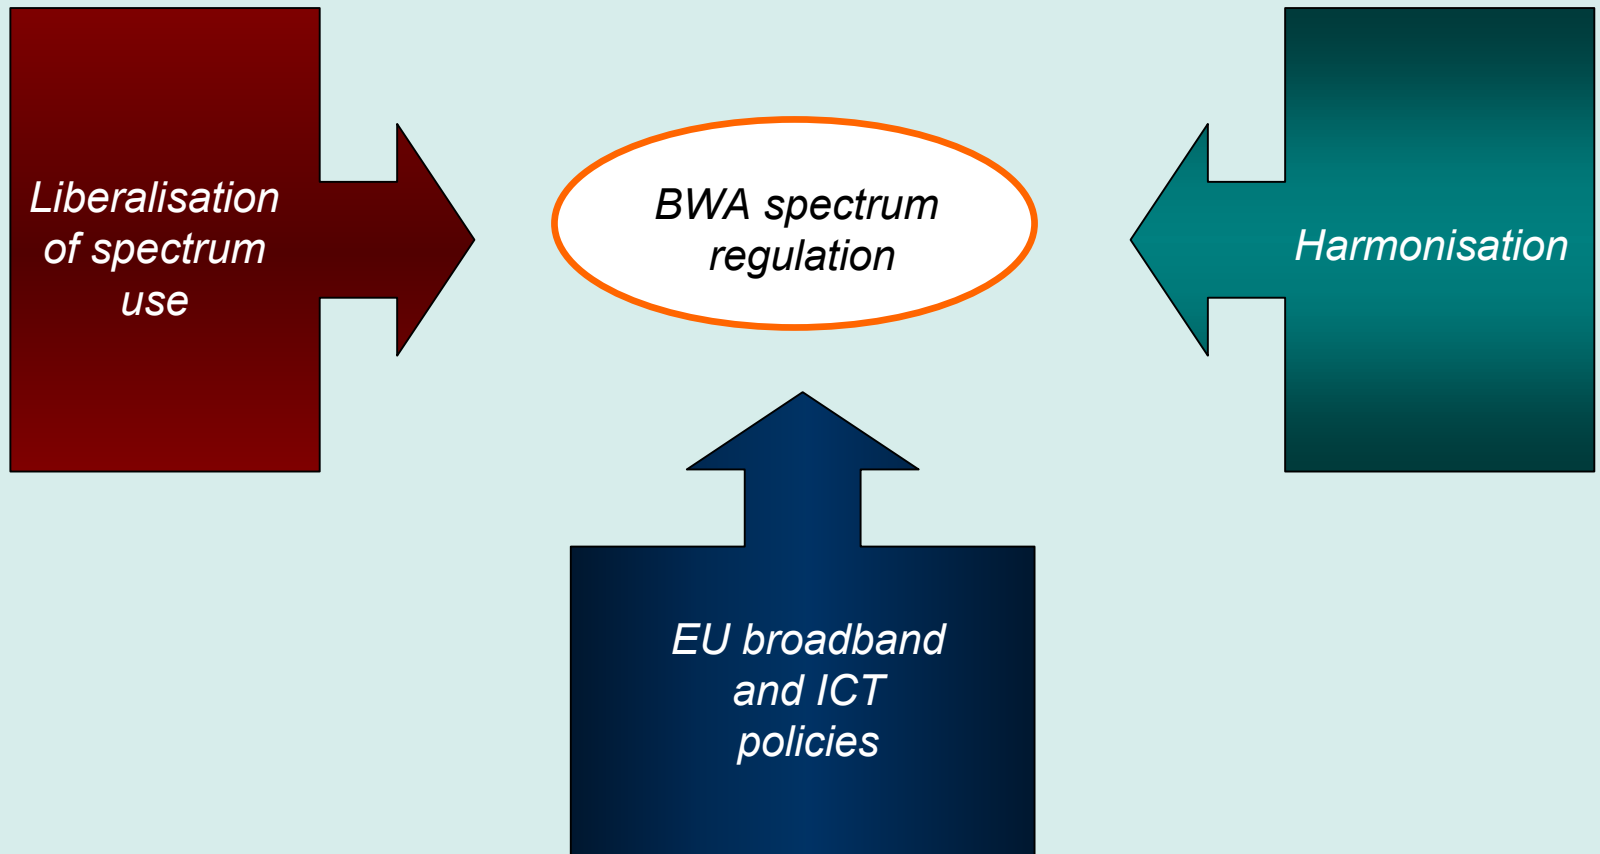 Liberalisation
of spectrum
use
BWA spectrum
regulation
Harmonisation
EU broadband
and ICT
policies